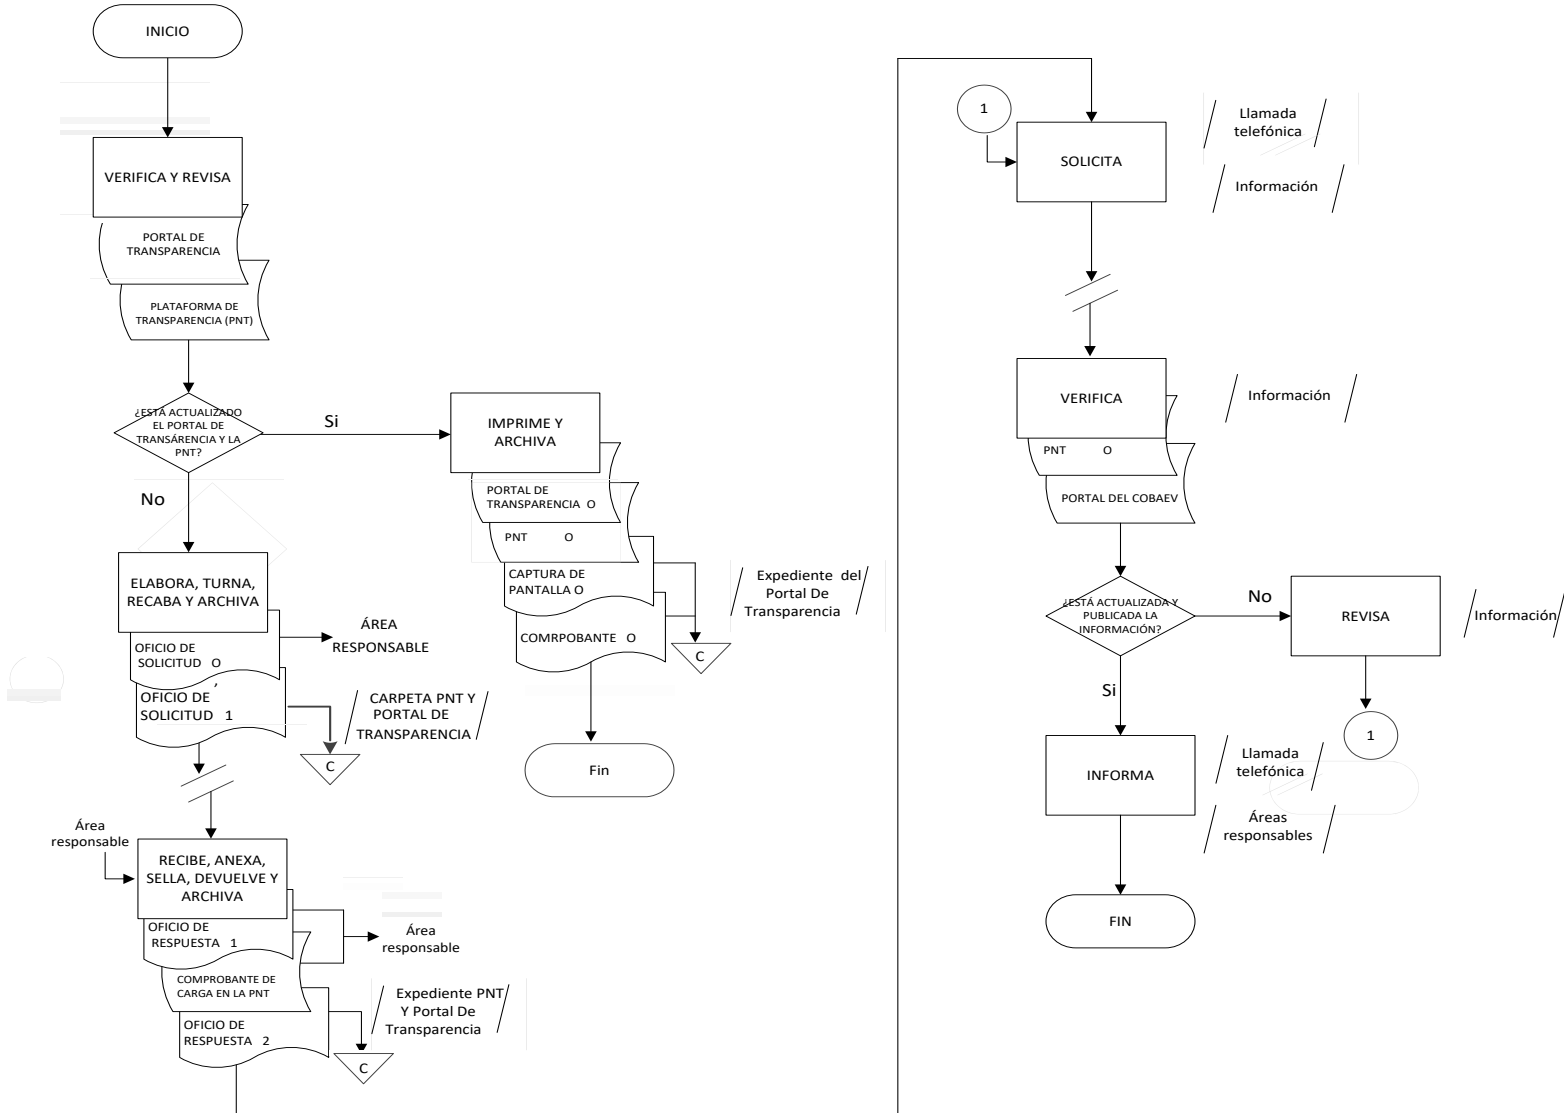 INICIO
VERIFICA Y REVISA
PORTAL DE
TRANSPARENCIA
PLATAFORMA DE
TRANSPARENCIA (PNT)
¿ESTÁ ACTUALIZADO
EL PORTAL DE
TRANSÁRENCIA Y LA
PNT?
Si
No
IMPRIME Y
ARCHIVA
PORTAL DE
TRANSPARENCIA O
PNT O
CAPTURA DE
PANTALLA O
COMRPOBANTE O
C
Expediente del
Portal De
Transparencia
Fin
ELABORA, TURNA,
RECABA Y ARCHIVA
OFICIO DE
SOLICITUD O
ÁREA
RESPONSABLE
,
OFICIO DE
SOLICITUD 1
CARPETA PNT Y
PORTAL DE
TRANSPARENCIA
C
Área
responsable
RECIBE, ANEXA,
SELLA, DEVUELVE Y
ARCHIVA
OFICIO DE
RESPUESTA 1
Área
responsable
COMPROBANTE DE
CARGA EN LA PNT
OFICIO DE
RESPUESTA 2
Expediente PNT
Y Portal De
Transparencia
C
1
SOLICITA
Llamada
telefónica
Información
VERIFICA
Información
PNT O
PORTAL DEL COBAEV
¿ESTÁ ACTUALIZADA Y
PUBLICADA LA
INFORMACIÓN?
No
REVISA
Información
1
Si
INFORMA
Llamada
telefónica
Áreas
responsables
FIN